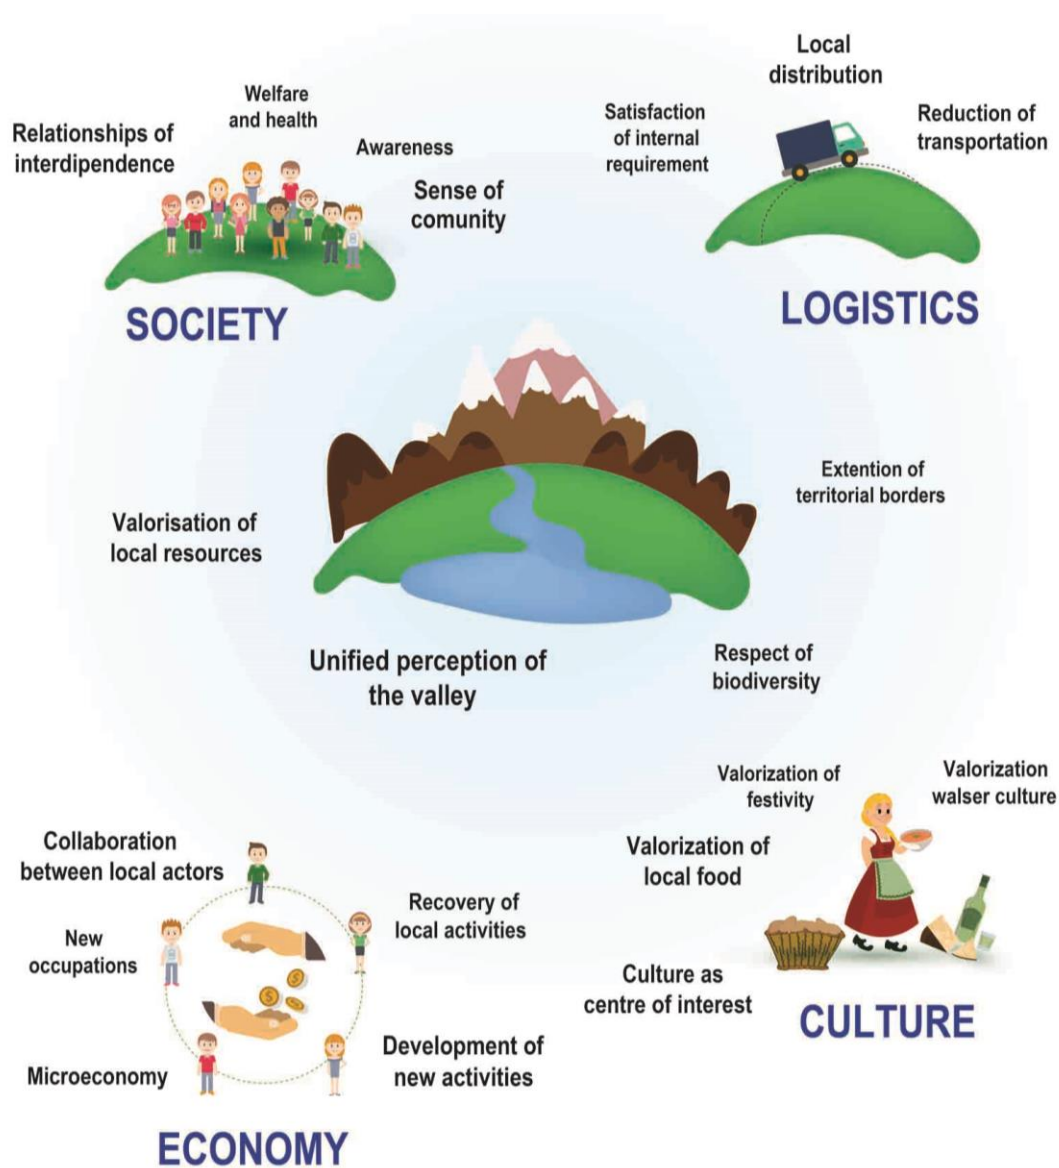 Welfare
and health
Relationships of
interdipendence
Awareness
Sense of
comunity
SOCIETY
Local
distribution
Satisfaction
of internal
requirement
Reduction of
transportation
LOGISTICS
Extention of
territorial borders
Valorisation of
local resources
Unified perception of
the valley
Respect of
biodiversity
Collaboration
between local actors
Recovery of
local activities
New
occupations
Microeconomy
Development of
new activities
ECONOMY
Valorization of
festivity
Valorization
walser culture
Valorization of
local food
Culture as
centre of interest
CULTURE